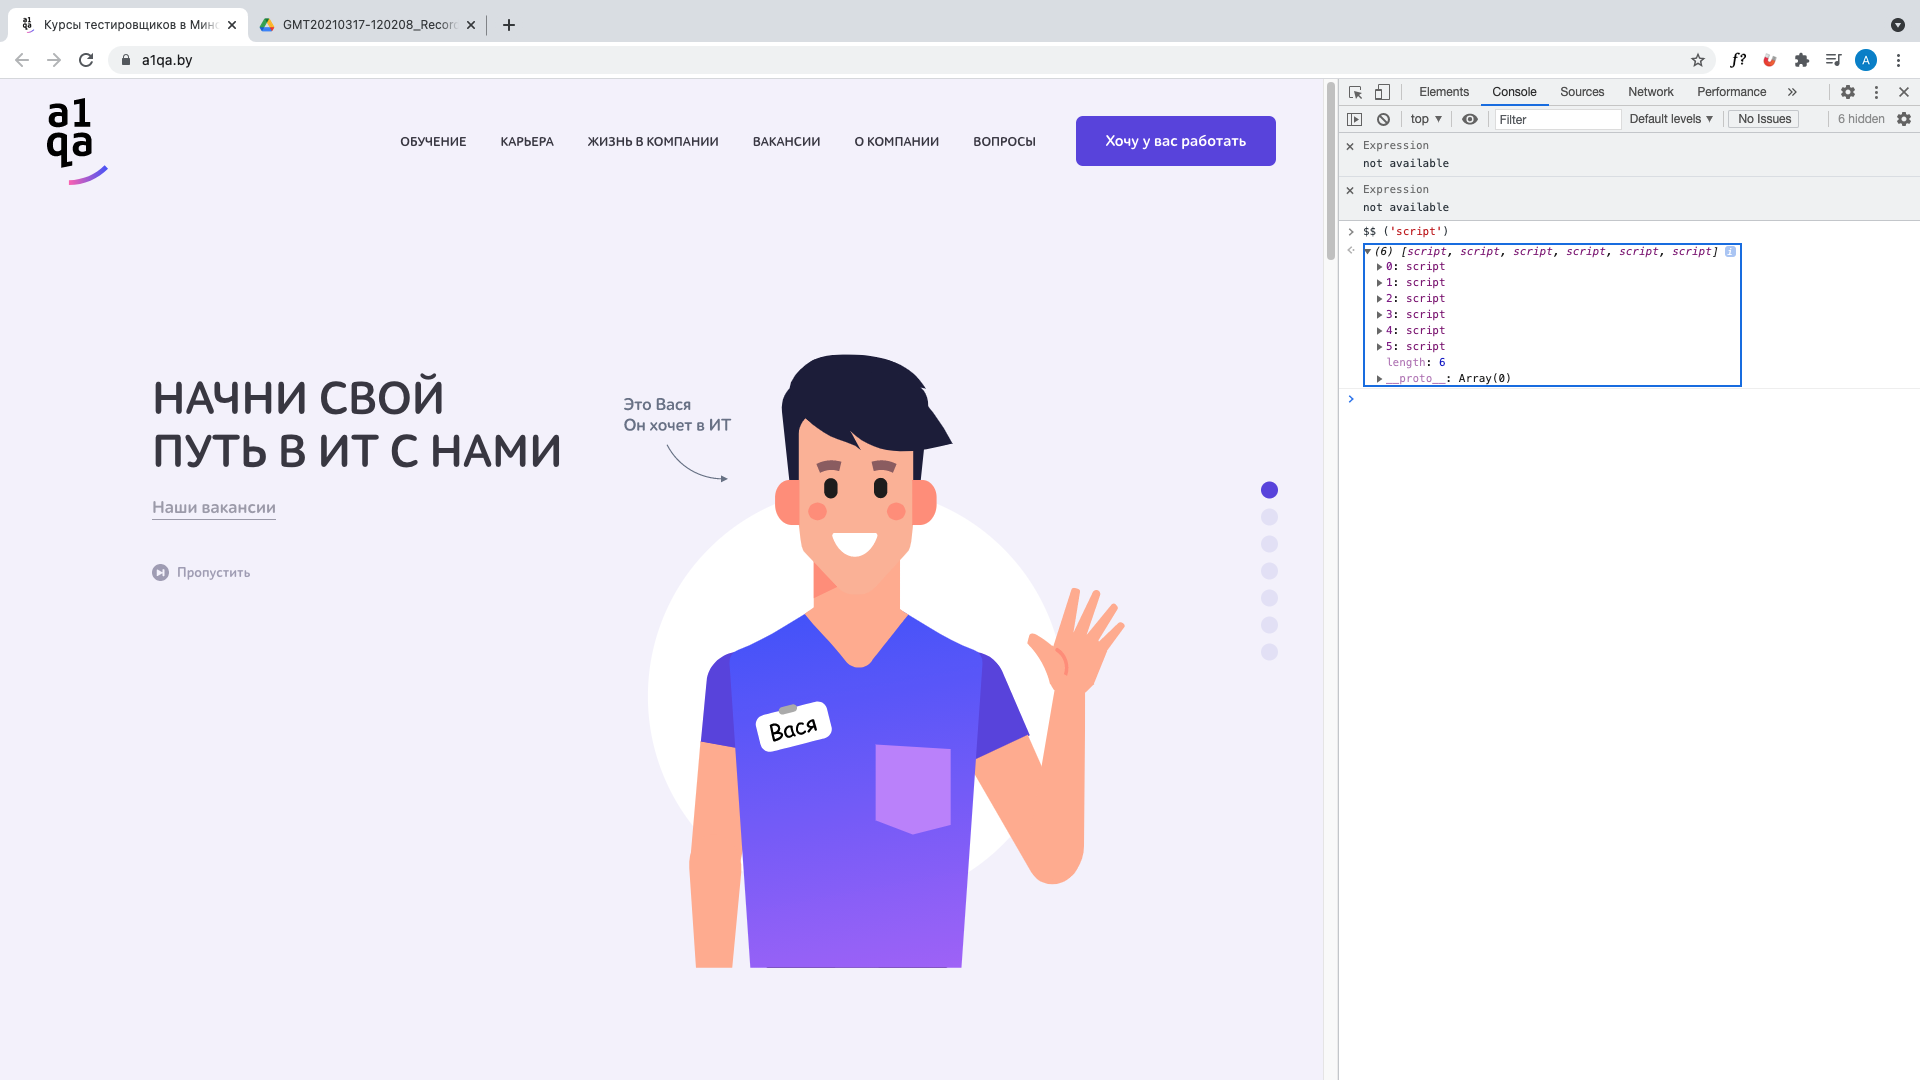 Курсы тестировщиков в Минс
GMT20210317-120208_Record
a1qa.by
f?
A
a1
qa
ОБУЧЕНИЕ
КАРЬЕРА
ЖИЗНЬ В КОМПАНИИ
ВАКАНСИИ
О КОМПАНИИ
ВОПРОСЫ
Хочу у вас работать
НАЧНИ СВОЙ
ПУТЬ В ИТ С НАМИ
Наши вакансии
Пропустить
Это Вася
Он хочет в ИТ
Вася
Elements
Console
Sources
Network
Performance
top
Filter
Default levels
No Issues
6 hidden
Expression
not available
Expression
not available
$$ ('script')
(6) [script, script, script, script, script, script]
0: script
1: script
2: script
3: script
4: script
5: script
length: 6
__proto__: Array(0)